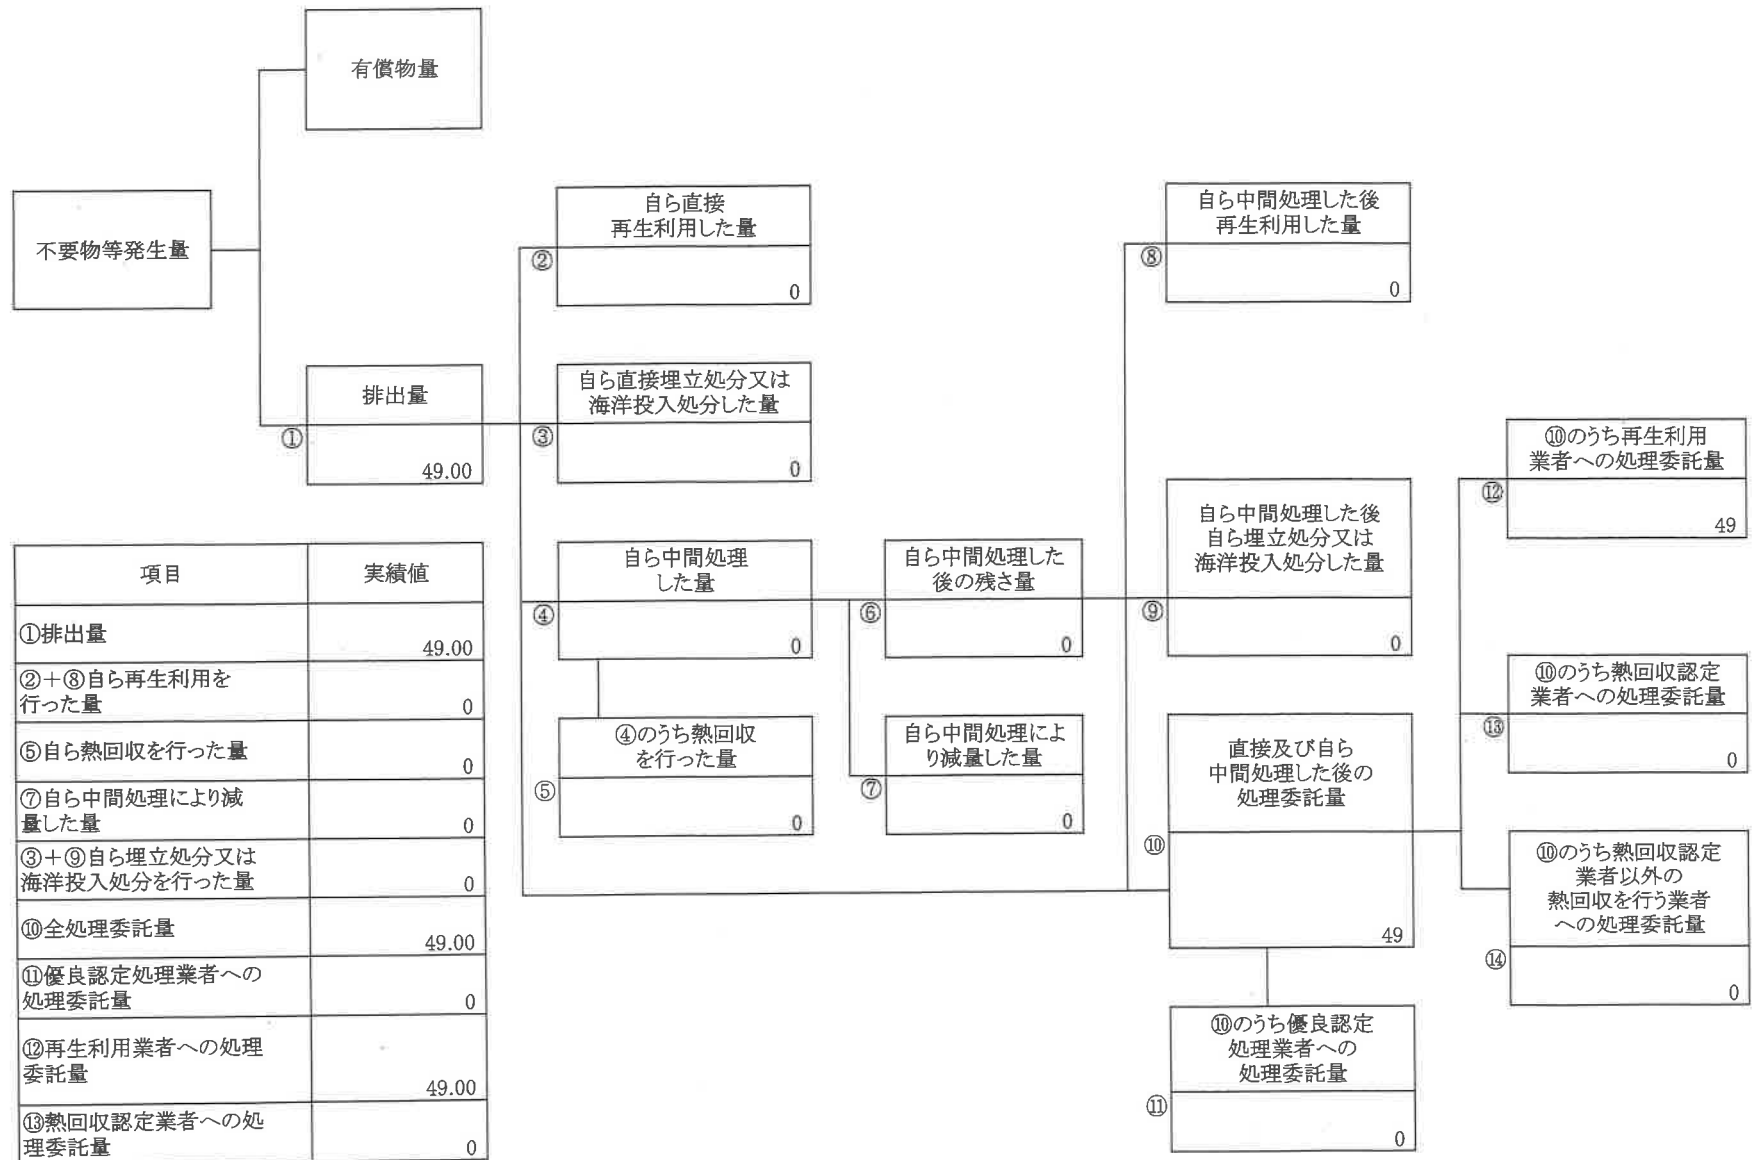 有償物量
不要物等発生量
排出量
①
49.00
自ら直接
再生利用した量
②
0
自ら直接埋立処分又は
海洋投入処分した量
③
0
自ら中間処理
した量
④
0
④のうち熱回収
を行った量
⑤
0
自ら中間処理した
後の残さ量
⑥
0
自ら中間処理によ
り減量した量
⑦
0
自ら中間処理した後
再生利用した量
⑧
0
自ら中間処理した後
自ら埋立処分又は
海洋投入処分した量
⑨
0
直接及び自ら
中間処理した後の
処理委託量
⑩
49
⑩のうち優良認定
処理業者への
処理委託量
⑪
0
⑩のうち再生利用
業者への処理委託量
⑫
49
⑩のうち熱回収認定
業者への処理委託量
⑬
0
⑩のうち熱回収認定
業者以外の
熱回収を行う業者
への処理委託量
⑭
0
項目 実績値
①排出量
49.00
②+⑧自ら再生利用を
行った量 0
⑤自ら熱回収を行った量
0
⑦自ら中間処理により減
量した量 0
③+⑨自ら埋立処分又は
海洋投入処分を行った量 0
⑩全処理委託量
49.00
⑪優良認定処理業者への
処理委託量 0
⑫再生利用業者への処理
委託量
49.00
⑬熱回収認定業者への処
理委託量 0